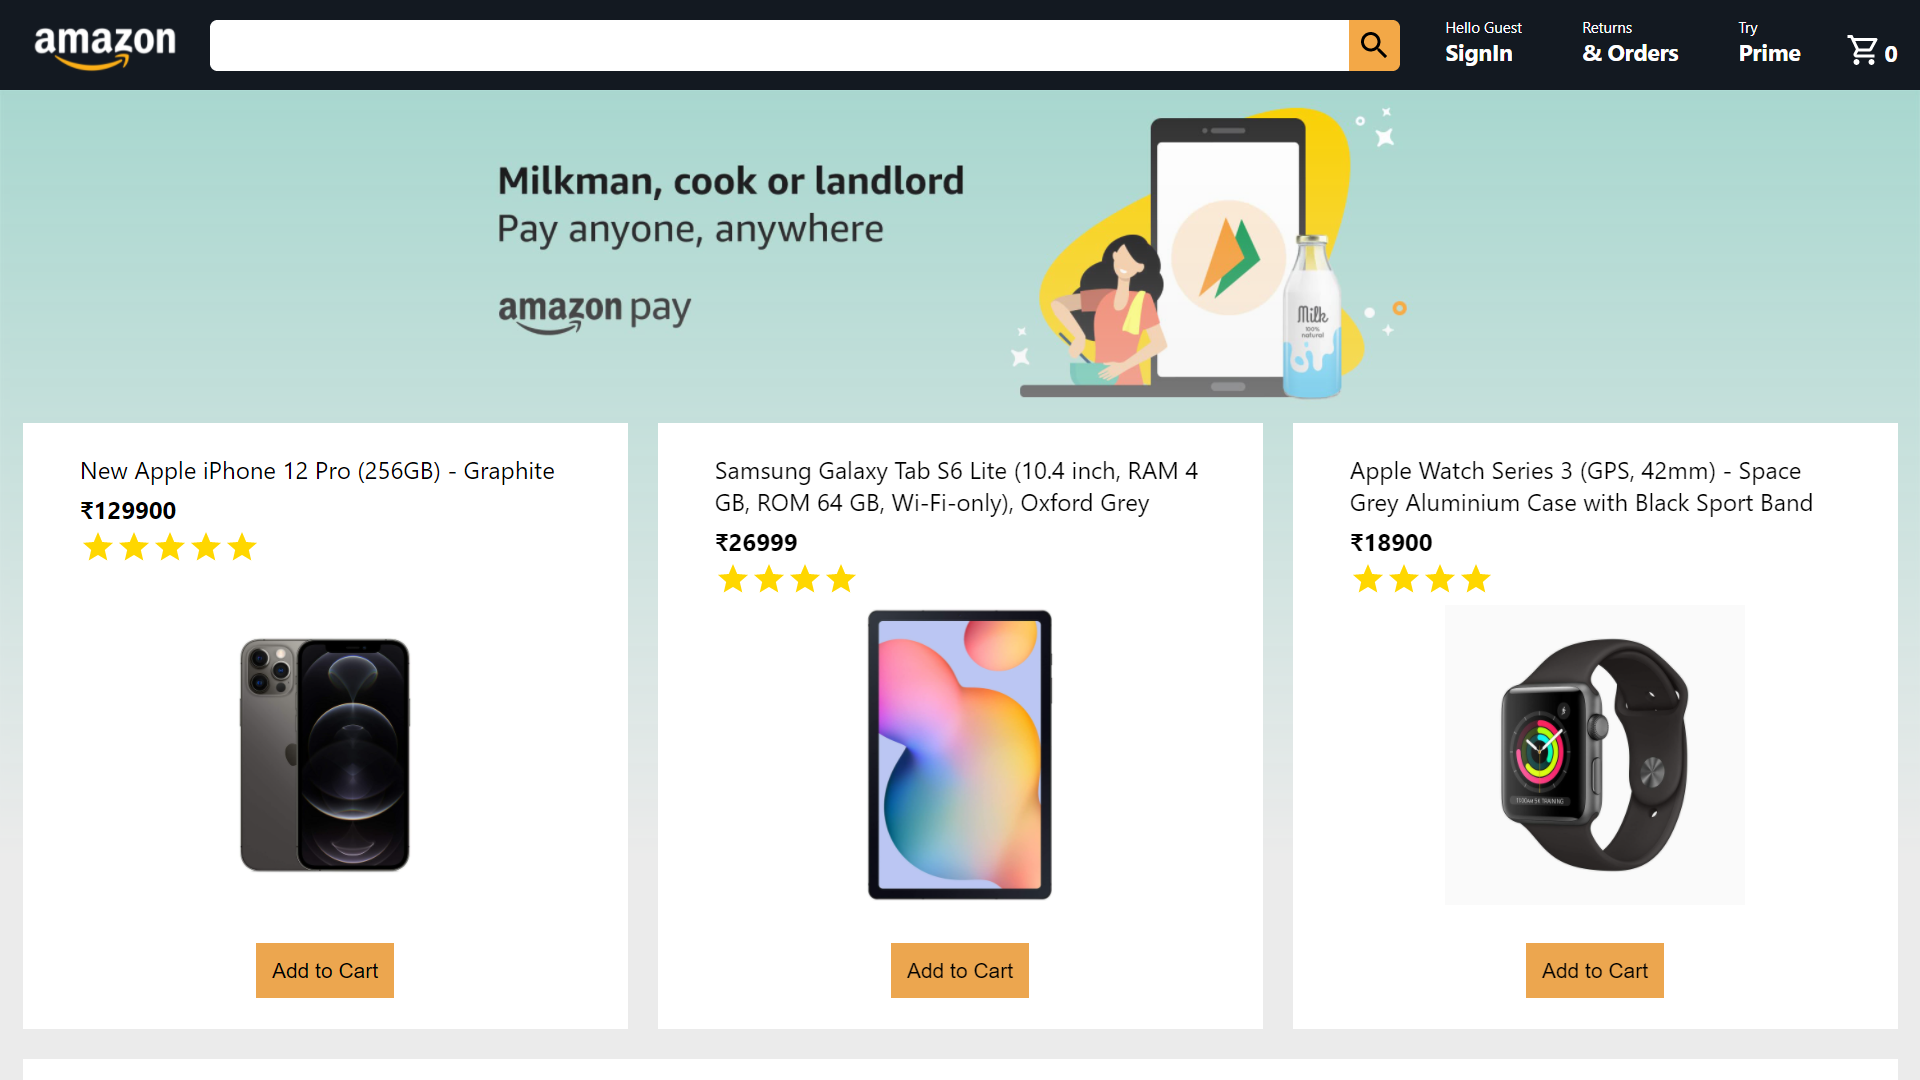 amazon
Hello Guest
SignIn
Returns
& Orders
Try
Prime
0
Milkman, cook or landlord
Pay anyone, anywhere
amazon pay
Milk
100%
natural
New Apple iPhone 12 Pro (256GB) - Graphite
₹129900
Samsung Galaxy Tab S6 Lite (10.4 inch, RAM 4
GB, ROM 64 GB, Wi-Fi-only), Oxford Grey
₹26999
Apple Watch Series 3 (GPS, 42mm) - Space
Grey Aluminium Case with Black Sport Band
₹18900
Add to Cart
Add to Cart
Add to Cart